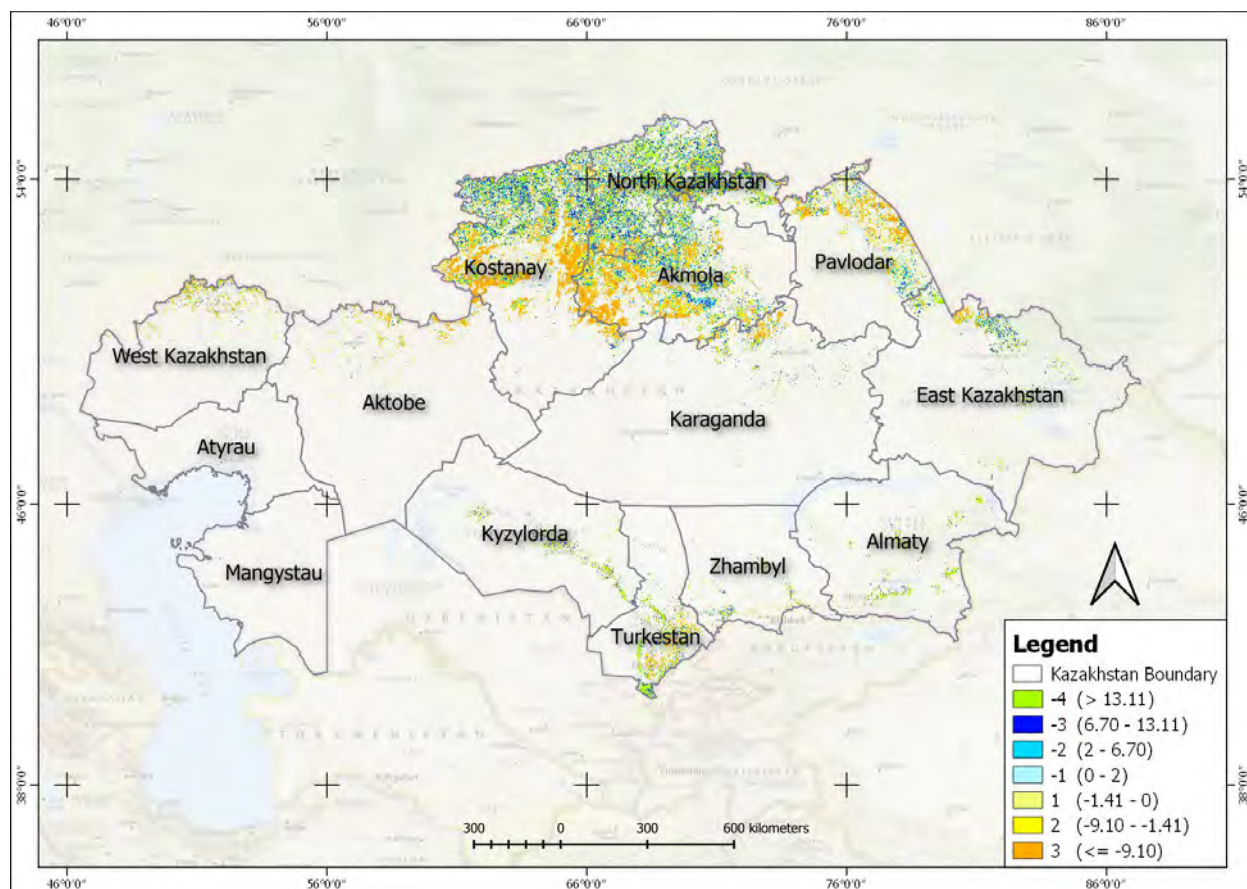 46°0'0" 56°0'0" 66°0'0" 76°0'0" 86°0'0"
54°0'0" 54°0'0"
North Kazakhstan
Kostanay Akmola Pavlodar
West Kazakhstan
Aktobe Karaganda East Kazakhstan
Atyrau
46°0'0" 46°0'0"
Kyzylorda Zhambyl Almaty
Mangystau
Turkestan
Legend
Kazakhstan Boundary
-4 (> 13.11)
-3 (6.70 - 13.11)
-2 (2 - 6.70)
-1 (0 - 2)
1 (-1.41 - 0)
2 (-9.10 - -1.41)
3 (<= -9.10)
38°0'0" 38°0'0"
300 0 300 600 kilometers
46°0'0" 56°0'0" 66°0'0" 76°0'0" 86°0'0"